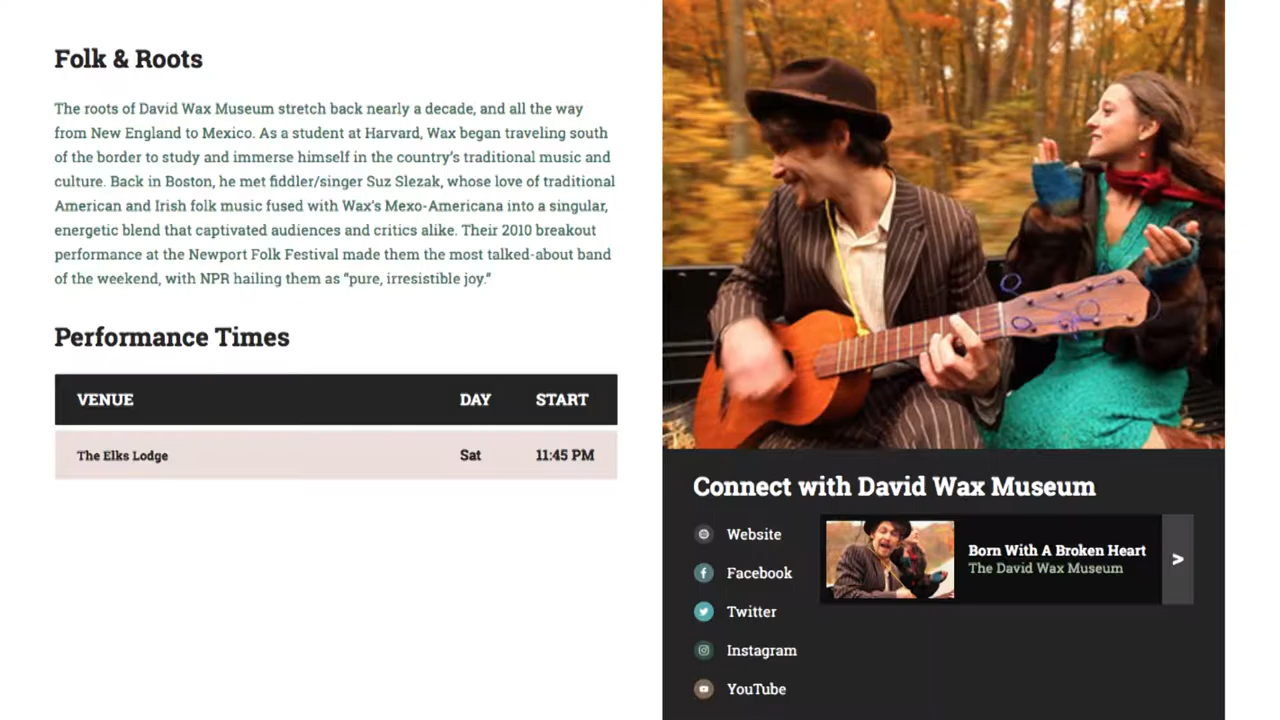 Folk & Roots
The roots of David Wax Museum stretch back nearly a decade, and all the way
from New England to Mexico. As a student at Harvard, Wax began traveling south
of the border to study and immerse himself in the country's traditional music and
culture. Back in Boston, he met fiddler/singer Suz Slezak, whose love of traditional
American and Irish folk music fused with Wax's Mexo-Americana into a singular,
energetic blend that captivated audiences and critics alike. Their 2010 breakout
performance at the Newport Folk Festival made them the most talked-about band
of the weekend, with NPR hailing them as "pure, irresistible joy."
Performance Times
VENUE DAY START
The Elks Lodge Sat 11:45 PM
Connect with David Wax Museum
Website
Facebook
Twitter
Instagram
YouTube
Born With A Broken Heart
The David Wax Museum
>